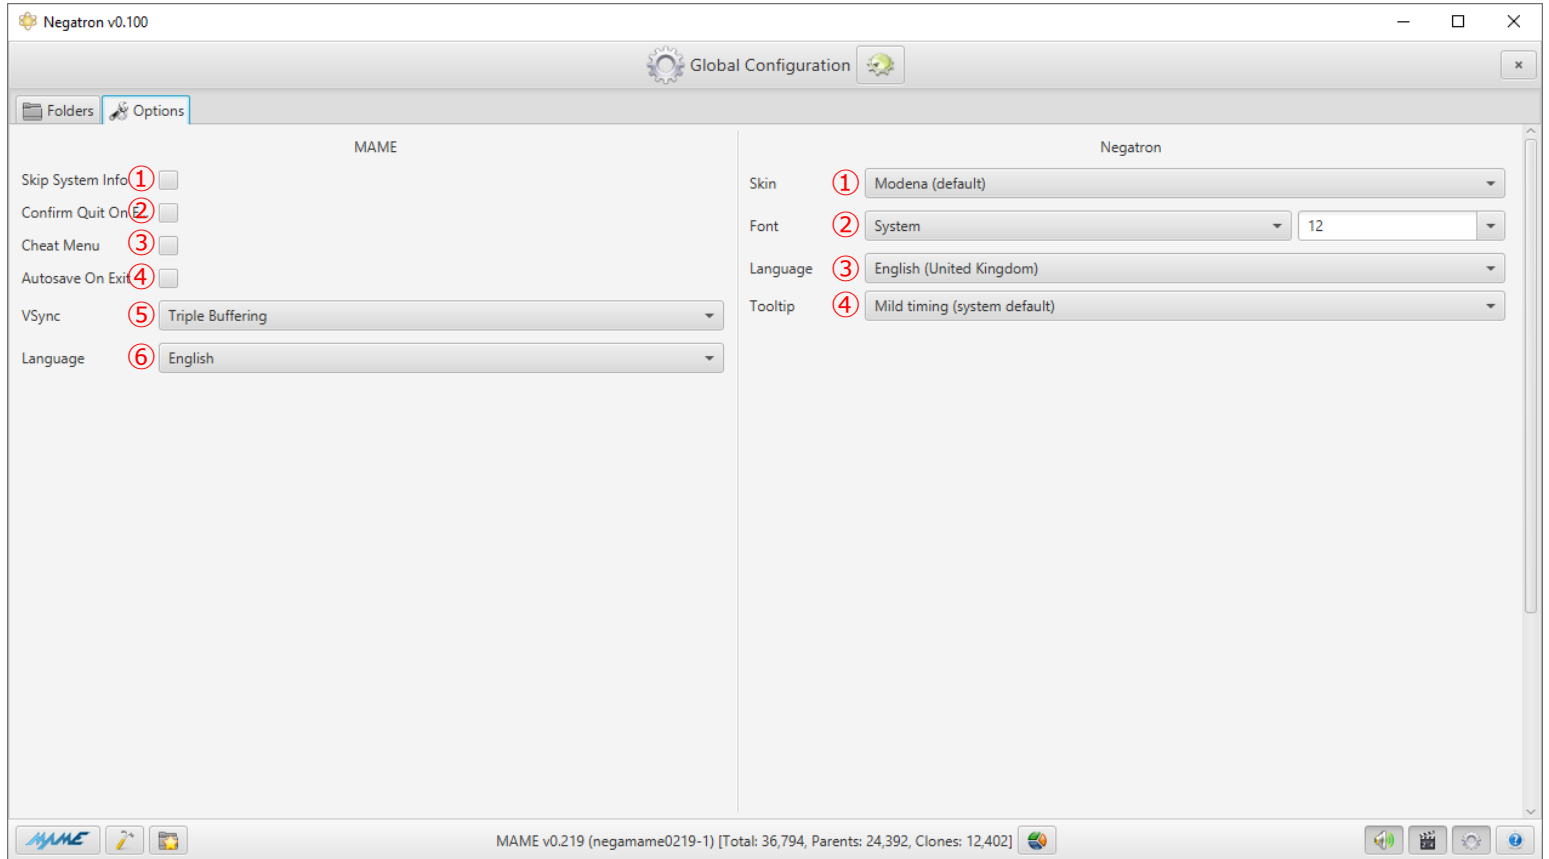 Negatron v0.100
Global Configuration
Folders
Options
MAME
Skip System Info ①
Confirm Quit On E... ②
Cheat Menu ③
Autosave On Exit ④
VSync ⑤ Triple Buffering
Language ⑥ English
Negatron
Skin ① Modena (default)
Font ② System 12
Language ③ English (United Kingdom)
Tooltip ④ Mild timing (system default)
MAME
MAME v0.219 (negamame0219-1) [Total: 36,794, Parents: 24,392, Clones: 12,402]